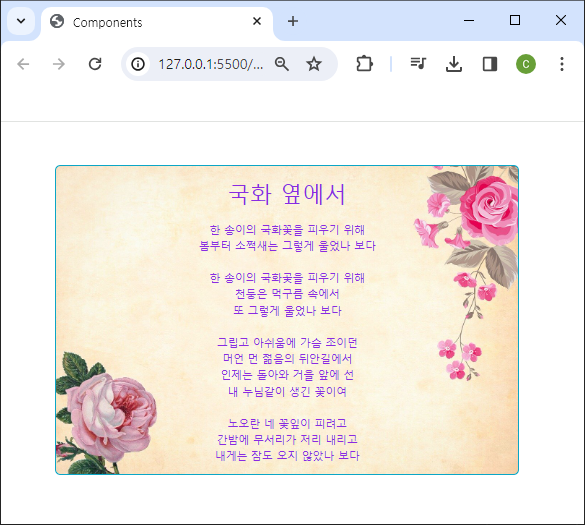 Components
127.0.0.1:5500/...
C
국화 옆에서
한 송이의 국화꽃을 피우기 위해
봄부터 소쩍새는 그렇게 울었나 보다
한 송이의 국화꽃을 피우기 위해
천둥은 먹구름 속에서
또 그렇게 울었나 보다
그립고 아쉬움에 가슴 조이던
머언 먼 젊음의 뒤안길에서
인제는 돌아와 거울 앞에 선
내 누님같이 생긴 꽃이여
노오란 네 꽃잎이 피려고
간밤에 무서리가 저리 내리고
내게는 잠도 오지 않았나 보다